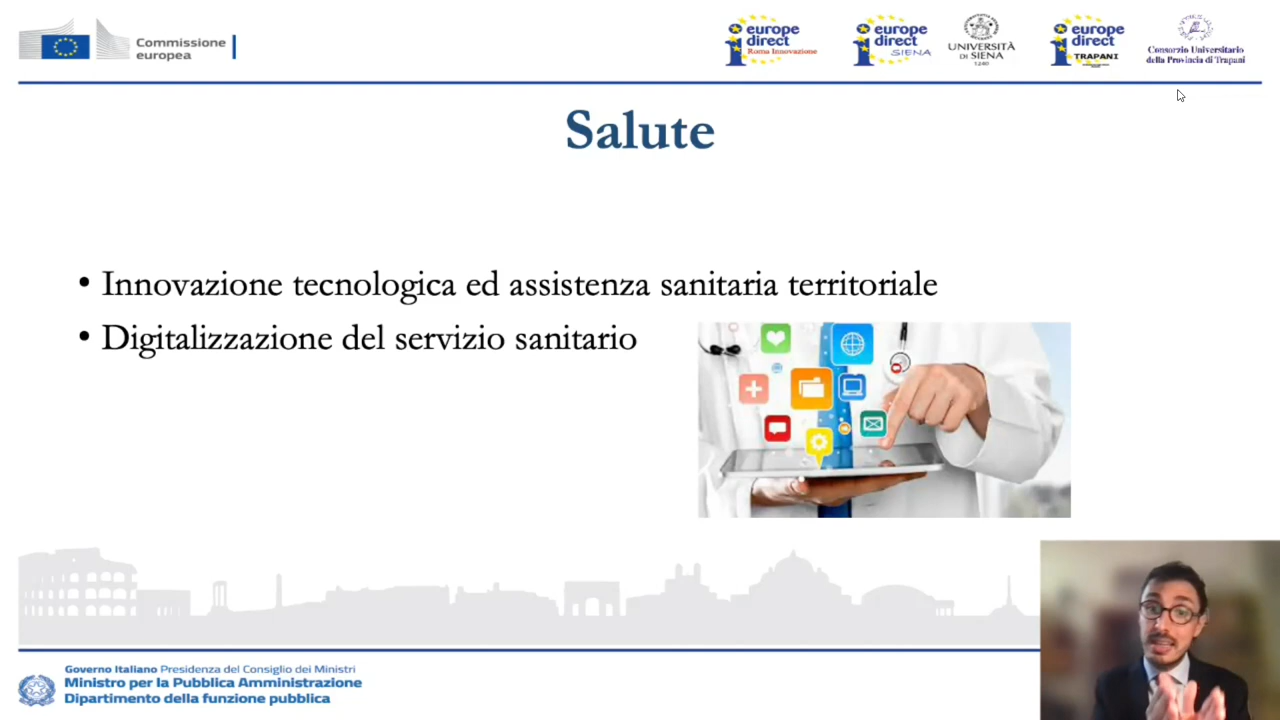 Commissione
europea
europe
direct
Roma Innovazione
europe
direct
SIENA
UNIVERSITÀ
DI SIENA
1240
europe
direct
TRAPANI
Consorzio Universitario
della Provincia di Trapani
Salute
• Innovazione tecnologica ed assistenza sanitaria territoriale
• Digitalizzazione del servizio sanitario
Governo Italiano Presidenza del Consiglio dei Ministri
Ministro per la Pubblica Amministrazione
Dipartimento della funzione pubblica